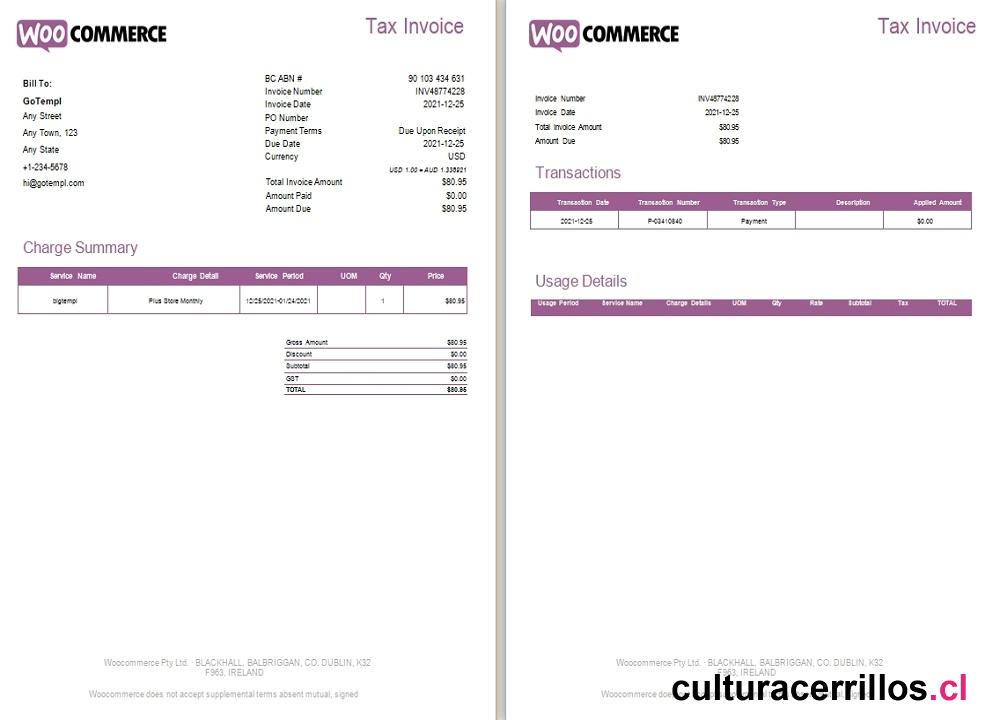 WOO COMMERCE
Tax Invoice
Bill To:
GoTempl
Any Street
Any Town, 123
Any State
+1-234-5678
hi@gotempl.com
BC ABN # 90 103 434 631
Invoice Number INV48774228
Invoice Date 2021-12-25
PO Number
Payment Terms Due Upon Receipt
Due Date 2021-12-25
Currency USD
USD 1.00 = AUD 1.338921
Total Invoice Amount $80.95
Amount Paid $0.00
Amount Due $80.95
Charge Summary
Service Name Charge Detail Service Period UOM Qty Price
bigtempl Plus Store Monthly 12/25/2021-01/24/2021 1 $80.95
Gross Amount $80.95
Discount $0.00
Subtotal $80.95
GST $0.00
TOTAL $80.95
Woocommerce Pty Ltd. · BLACKHALL, BALBRIGGAN, CO. DUBLIN, K32
F963, IRELAND
Woocommerce does not accept supplemental terms absent mutual, signed
WOO COMMERCE
Tax Invoice
Invoice Number INV48774228
Invoice Date 2021-12-25
Total Invoice Amount $80.95
Amount Due $80.95
Transactions
Transaction Date Transaction Number Transaction Type Description Applied Amount
2021-12-25 P-03410840 Payment $0.00
Usage Details
Usage Period Service Name Charge Details UOM Qty Rate Subtotal Tax TOTAL
Woocommerce Pty Ltd. · BLACKHALL, BALBRIGGAN, CO. DUBLIN, K32
F963, IRELAND
Woocommerce does
culturacerrillos.cl